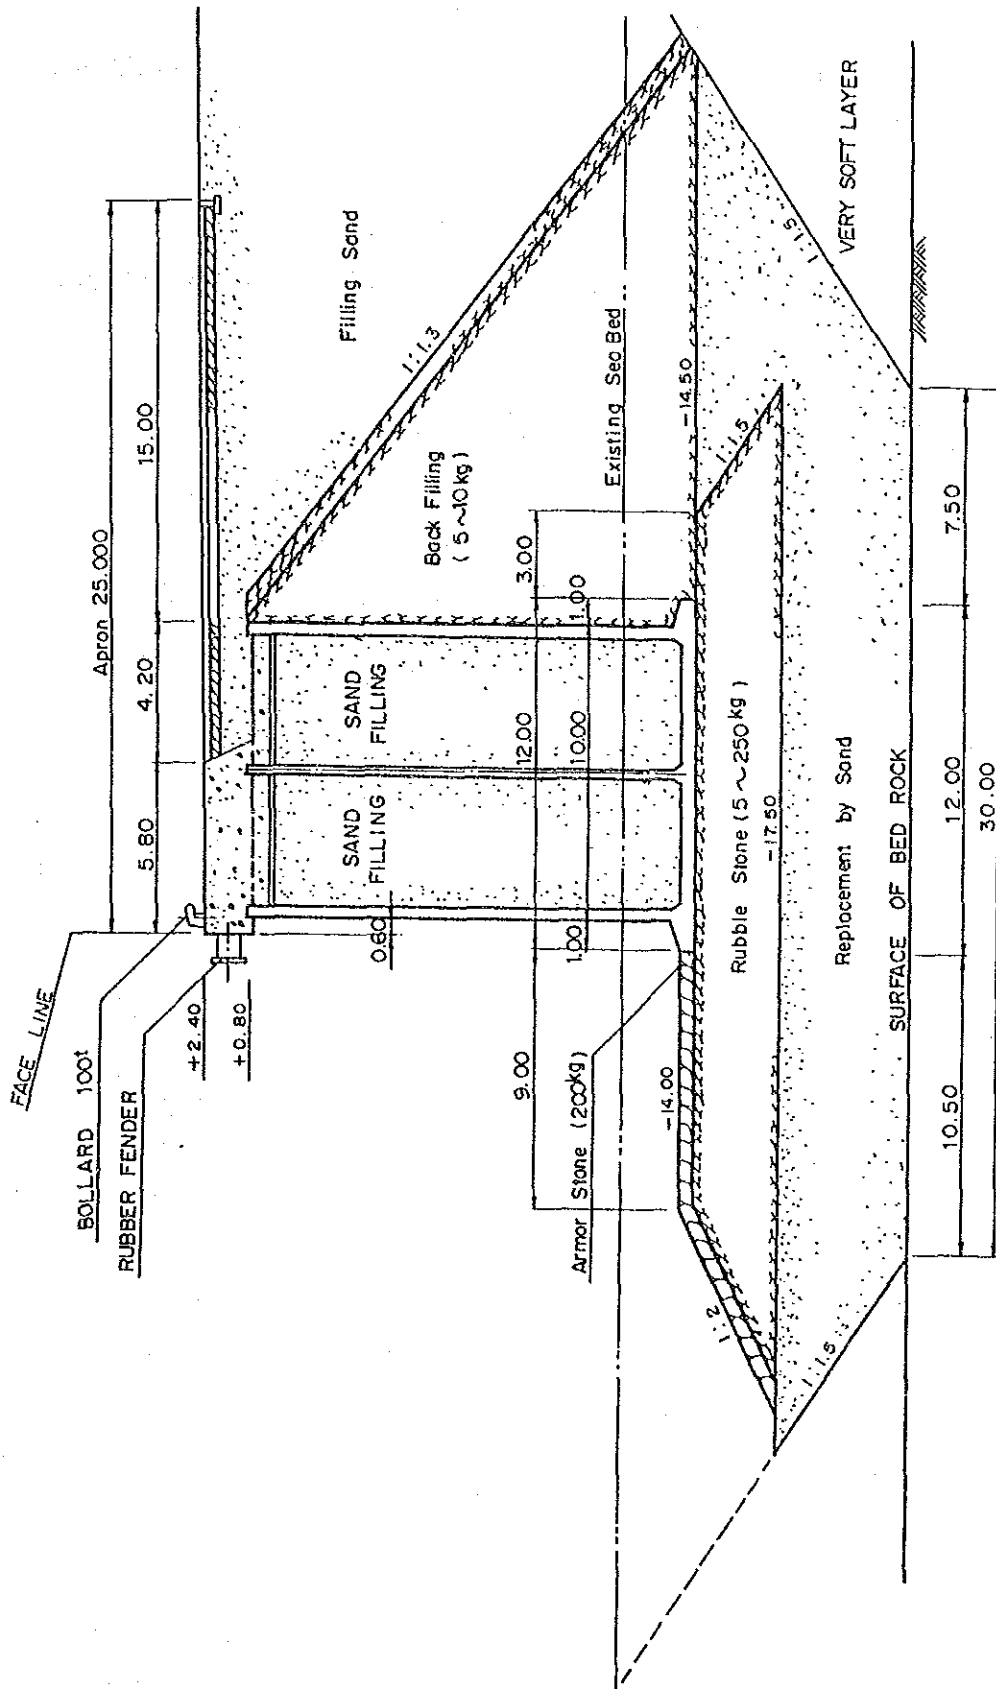 FACE LINE
BOLLARD 100t
RUBBER FENDER
+2.40
+0.80
Apron 25.000
5.80
4.20
15.00
Filling Sand
1:1.3
Back Filling
(5~10kg)
SAND
FILLING
SAND
FILLING
0.60
9.00
12.00
3.00
1.00
10.00
1.00
Existing Sea Bed
Armor Stone (200kg)
-14.00
-14.50
1:2
1:1.5
Rubble Stone (5~250kg)
-17.50
Replacement by Sand
1:1.5
1:1.5
VERY SOFT LAYER
SURFACE OF BED ROCK
10.50
12.00
7.50
30.00